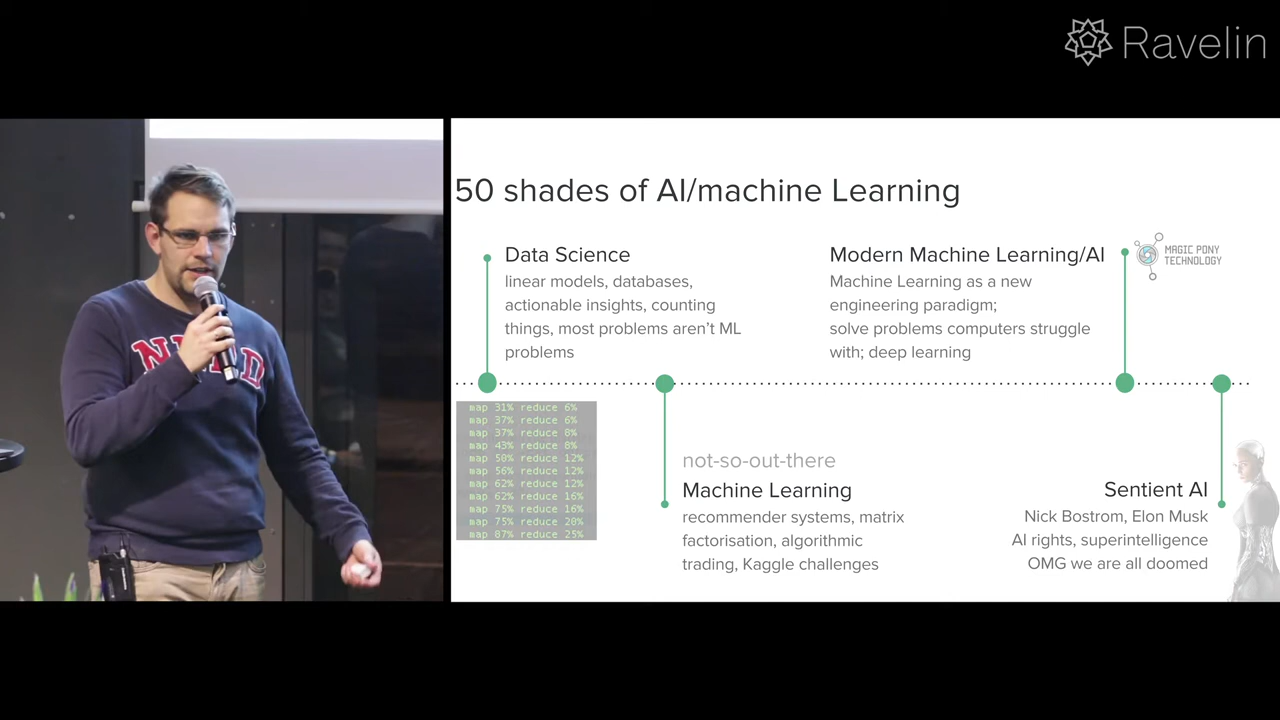 Ravelin
50 shades of AI/machine Learning
Data Science
linear models, databases,
actionable insights, counting
things, most problems aren't ML
problems
Modern Machine Learning/AI
Machine Learning as a new
engineering paradigm;
solve problems computers struggle
with; deep learning
MAGIC PONY
TECHNOLOGY
map 31% reduce 6%
map 37% reduce 6%
map 37% reduce 8%
map 43% reduce 8%
map 50% reduce 12%
map 56% reduce 12%
map 62% reduce 12%
map 62% reduce 16%
map 75% reduce 16%
map 75% reduce 20%
map 87% reduce 25%
not-so-out-there
Machine Learning
recommender systems, matrix
factorisation, algorithmic
trading, Kaggle challenges
Sentient AI
Nick Bostrom, Elon Musk
AI rights, superintelligence
OMG we are all doomed